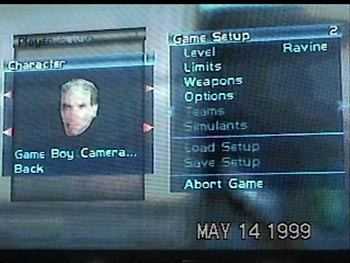 Character
Game Boy Camera...
Back
Game Setup
2
Level
Ravine
Limits
Weapons
Options
Teams
Simulants
Load Setup
Save Setup
Abort Game
MAY 14 1999